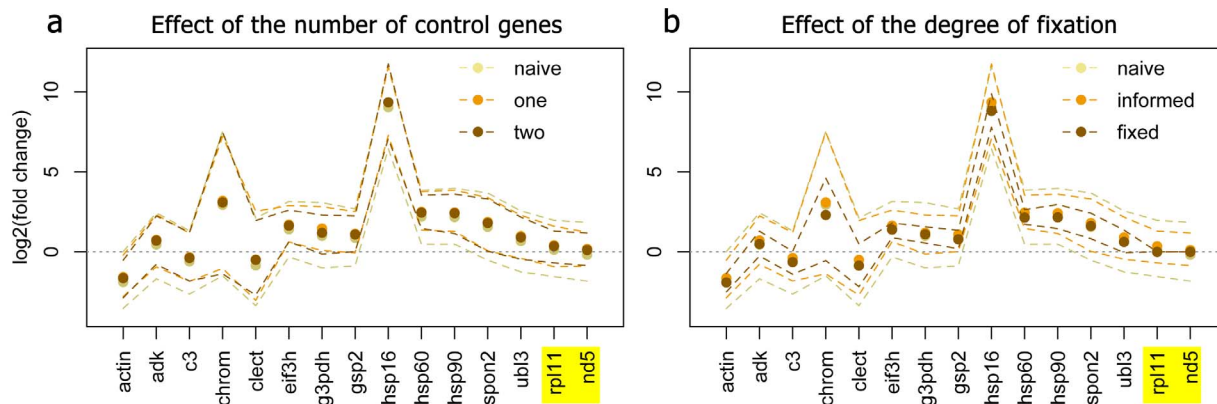 a
Effect of the number of control genes
log2(fold change)
10
5
0
naive
one
two
actin
adk
c3
chrom
clect
eif3h
g3pdh
gsp2
hsp16
hsp60
hsp90
spon2
ubl3
rpl11
nd5
b
Effect of the degree of fixation
10
5
0
naive
informed
fixed
actin
adk
c3
chrom
clect
eif3h
g3pdh
gsp2
hsp16
hsp60
hsp90
spon2
ubl3
rpl11
nd5